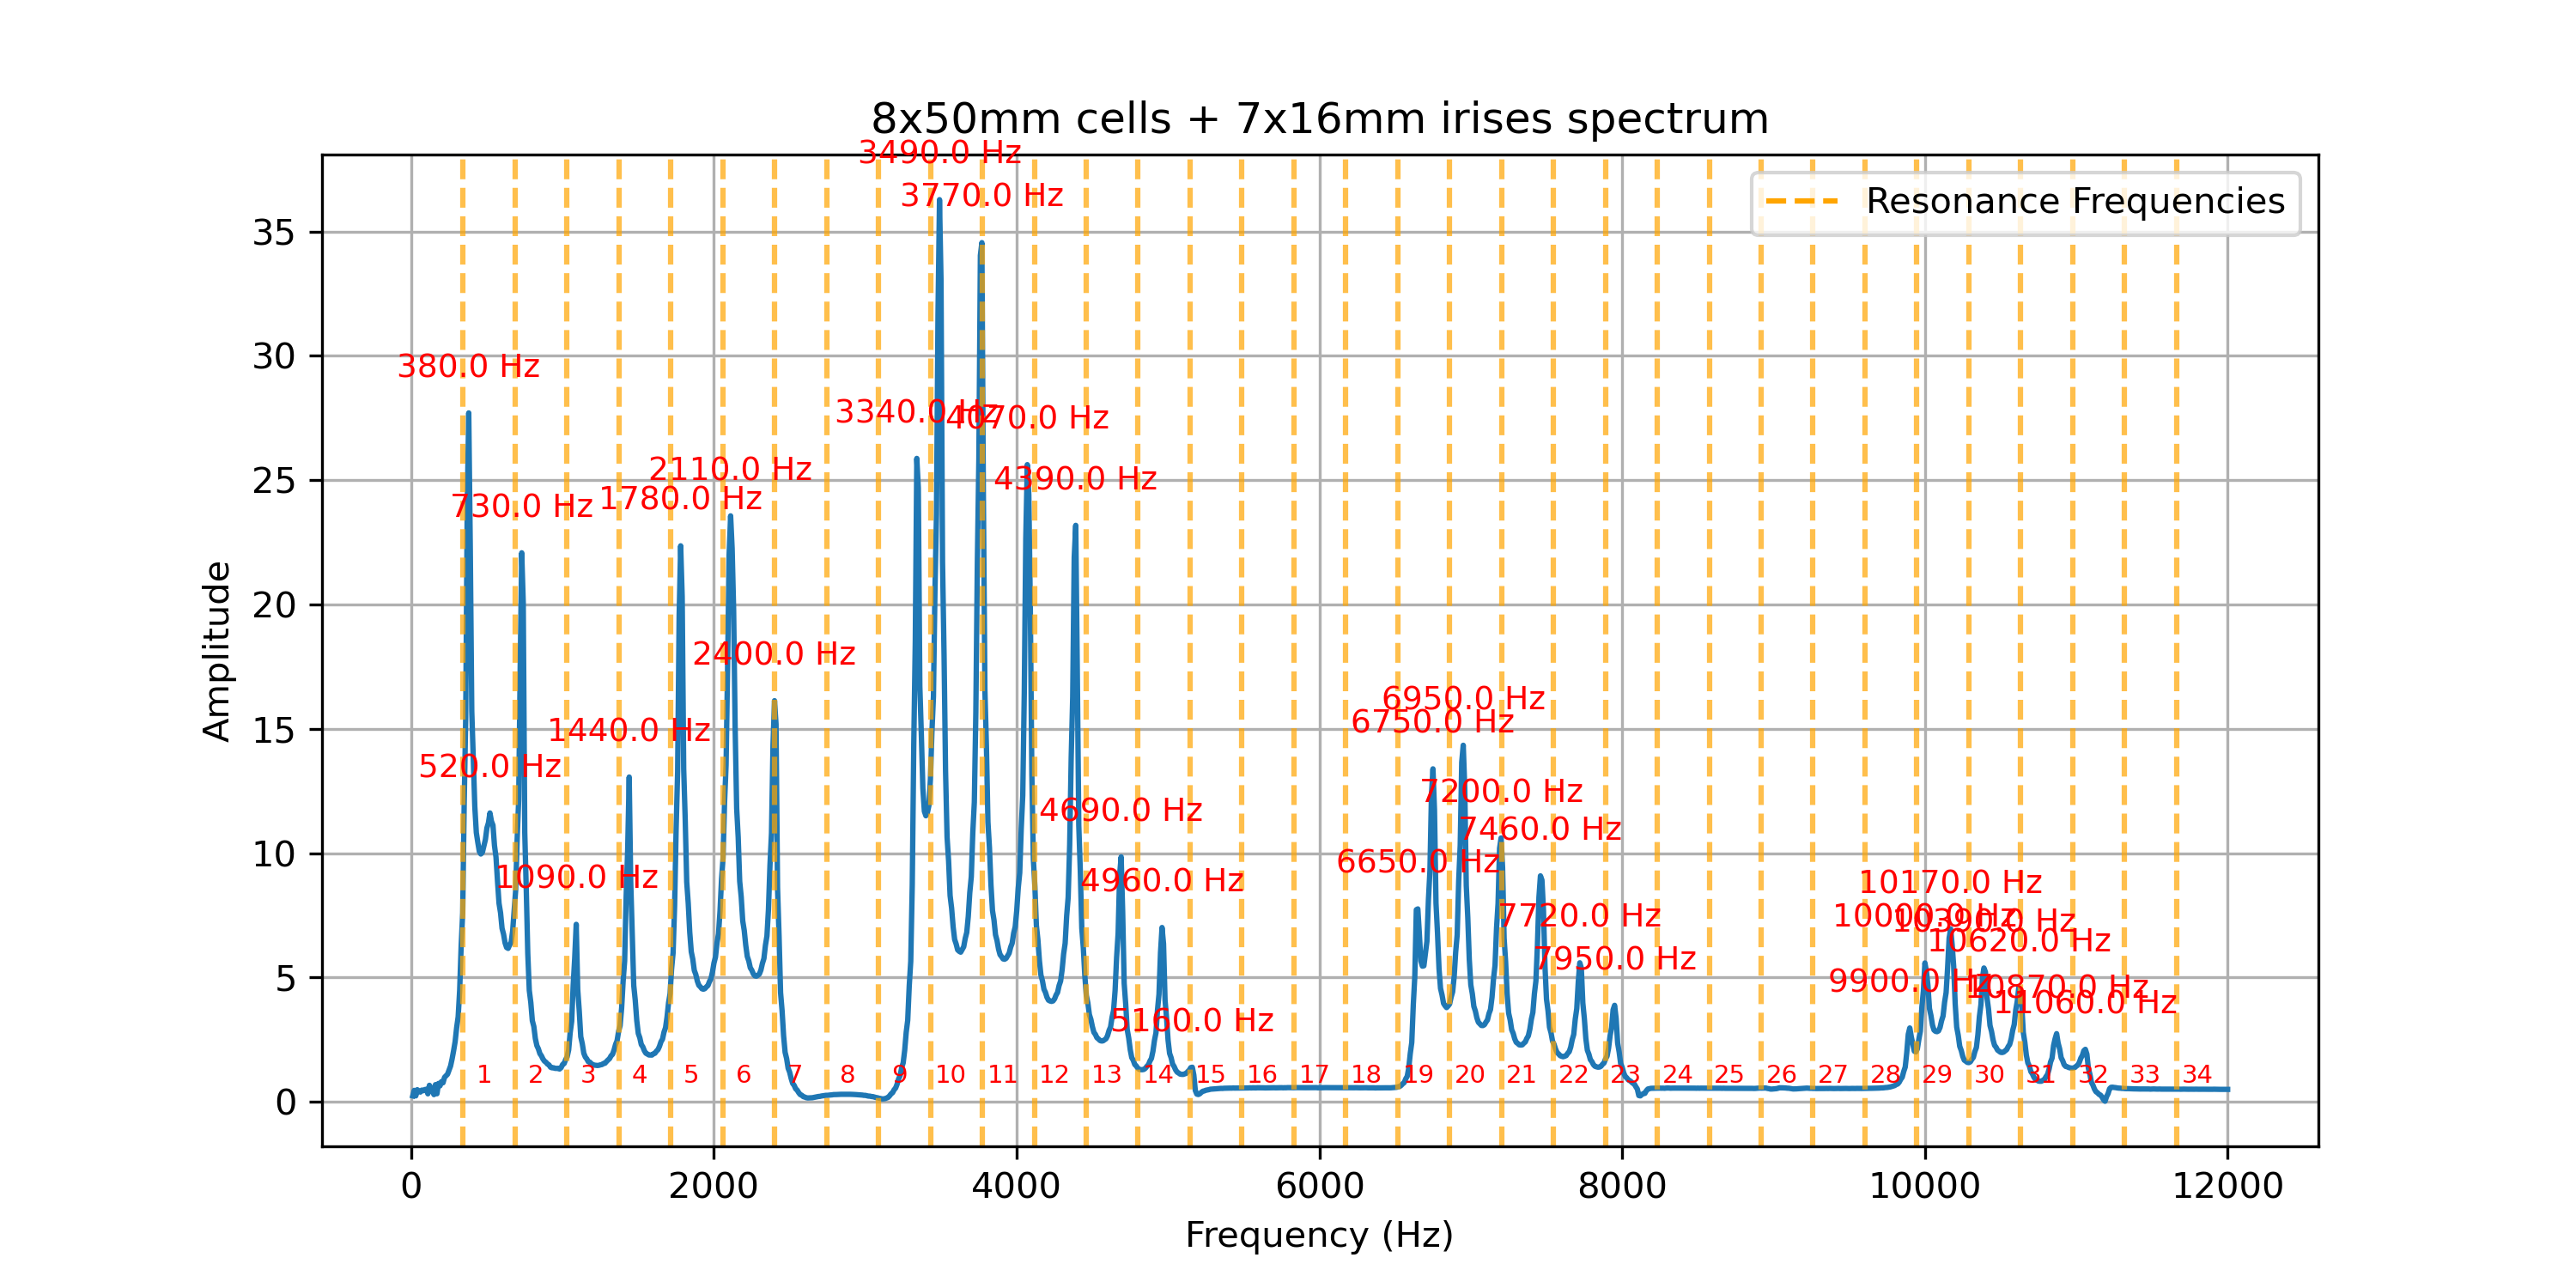 8x50mm cells + 7x16mm irises spectrum
3490.0 Hz
3770.0 Hz
Resonance Frequencies
380.0 Hz
3340.0 Hz
4070.0 Hz
2110.0 Hz
4390.0 Hz
730.0 Hz
1780.0 Hz
2400.0 Hz
6950.0 Hz
6750.0 Hz
1440.0 Hz
520.0 Hz
7200.0 Hz
4690.0 Hz
7460.0 Hz
6650.0 Hz
1090.0 Hz
4960.0 Hz
10170.0 Hz
7720.0 Hz
10000.0 Hz
10390.0 Hz
10620.0 Hz
7950.0 Hz
9900.0 Hz
10870.0 Hz
11060.0 Hz
5160.0 Hz
1 2 3 4 5 6 7 8 9 10 11 12 13 14 15 16 17 18 19 20 21 22 23 24 25 26 27 28 29 30 31 32 33 34
35
30
25
20
15
10
5
0
Amplitude
0 2000 4000 6000 8000 10000 12000
Frequency (Hz)